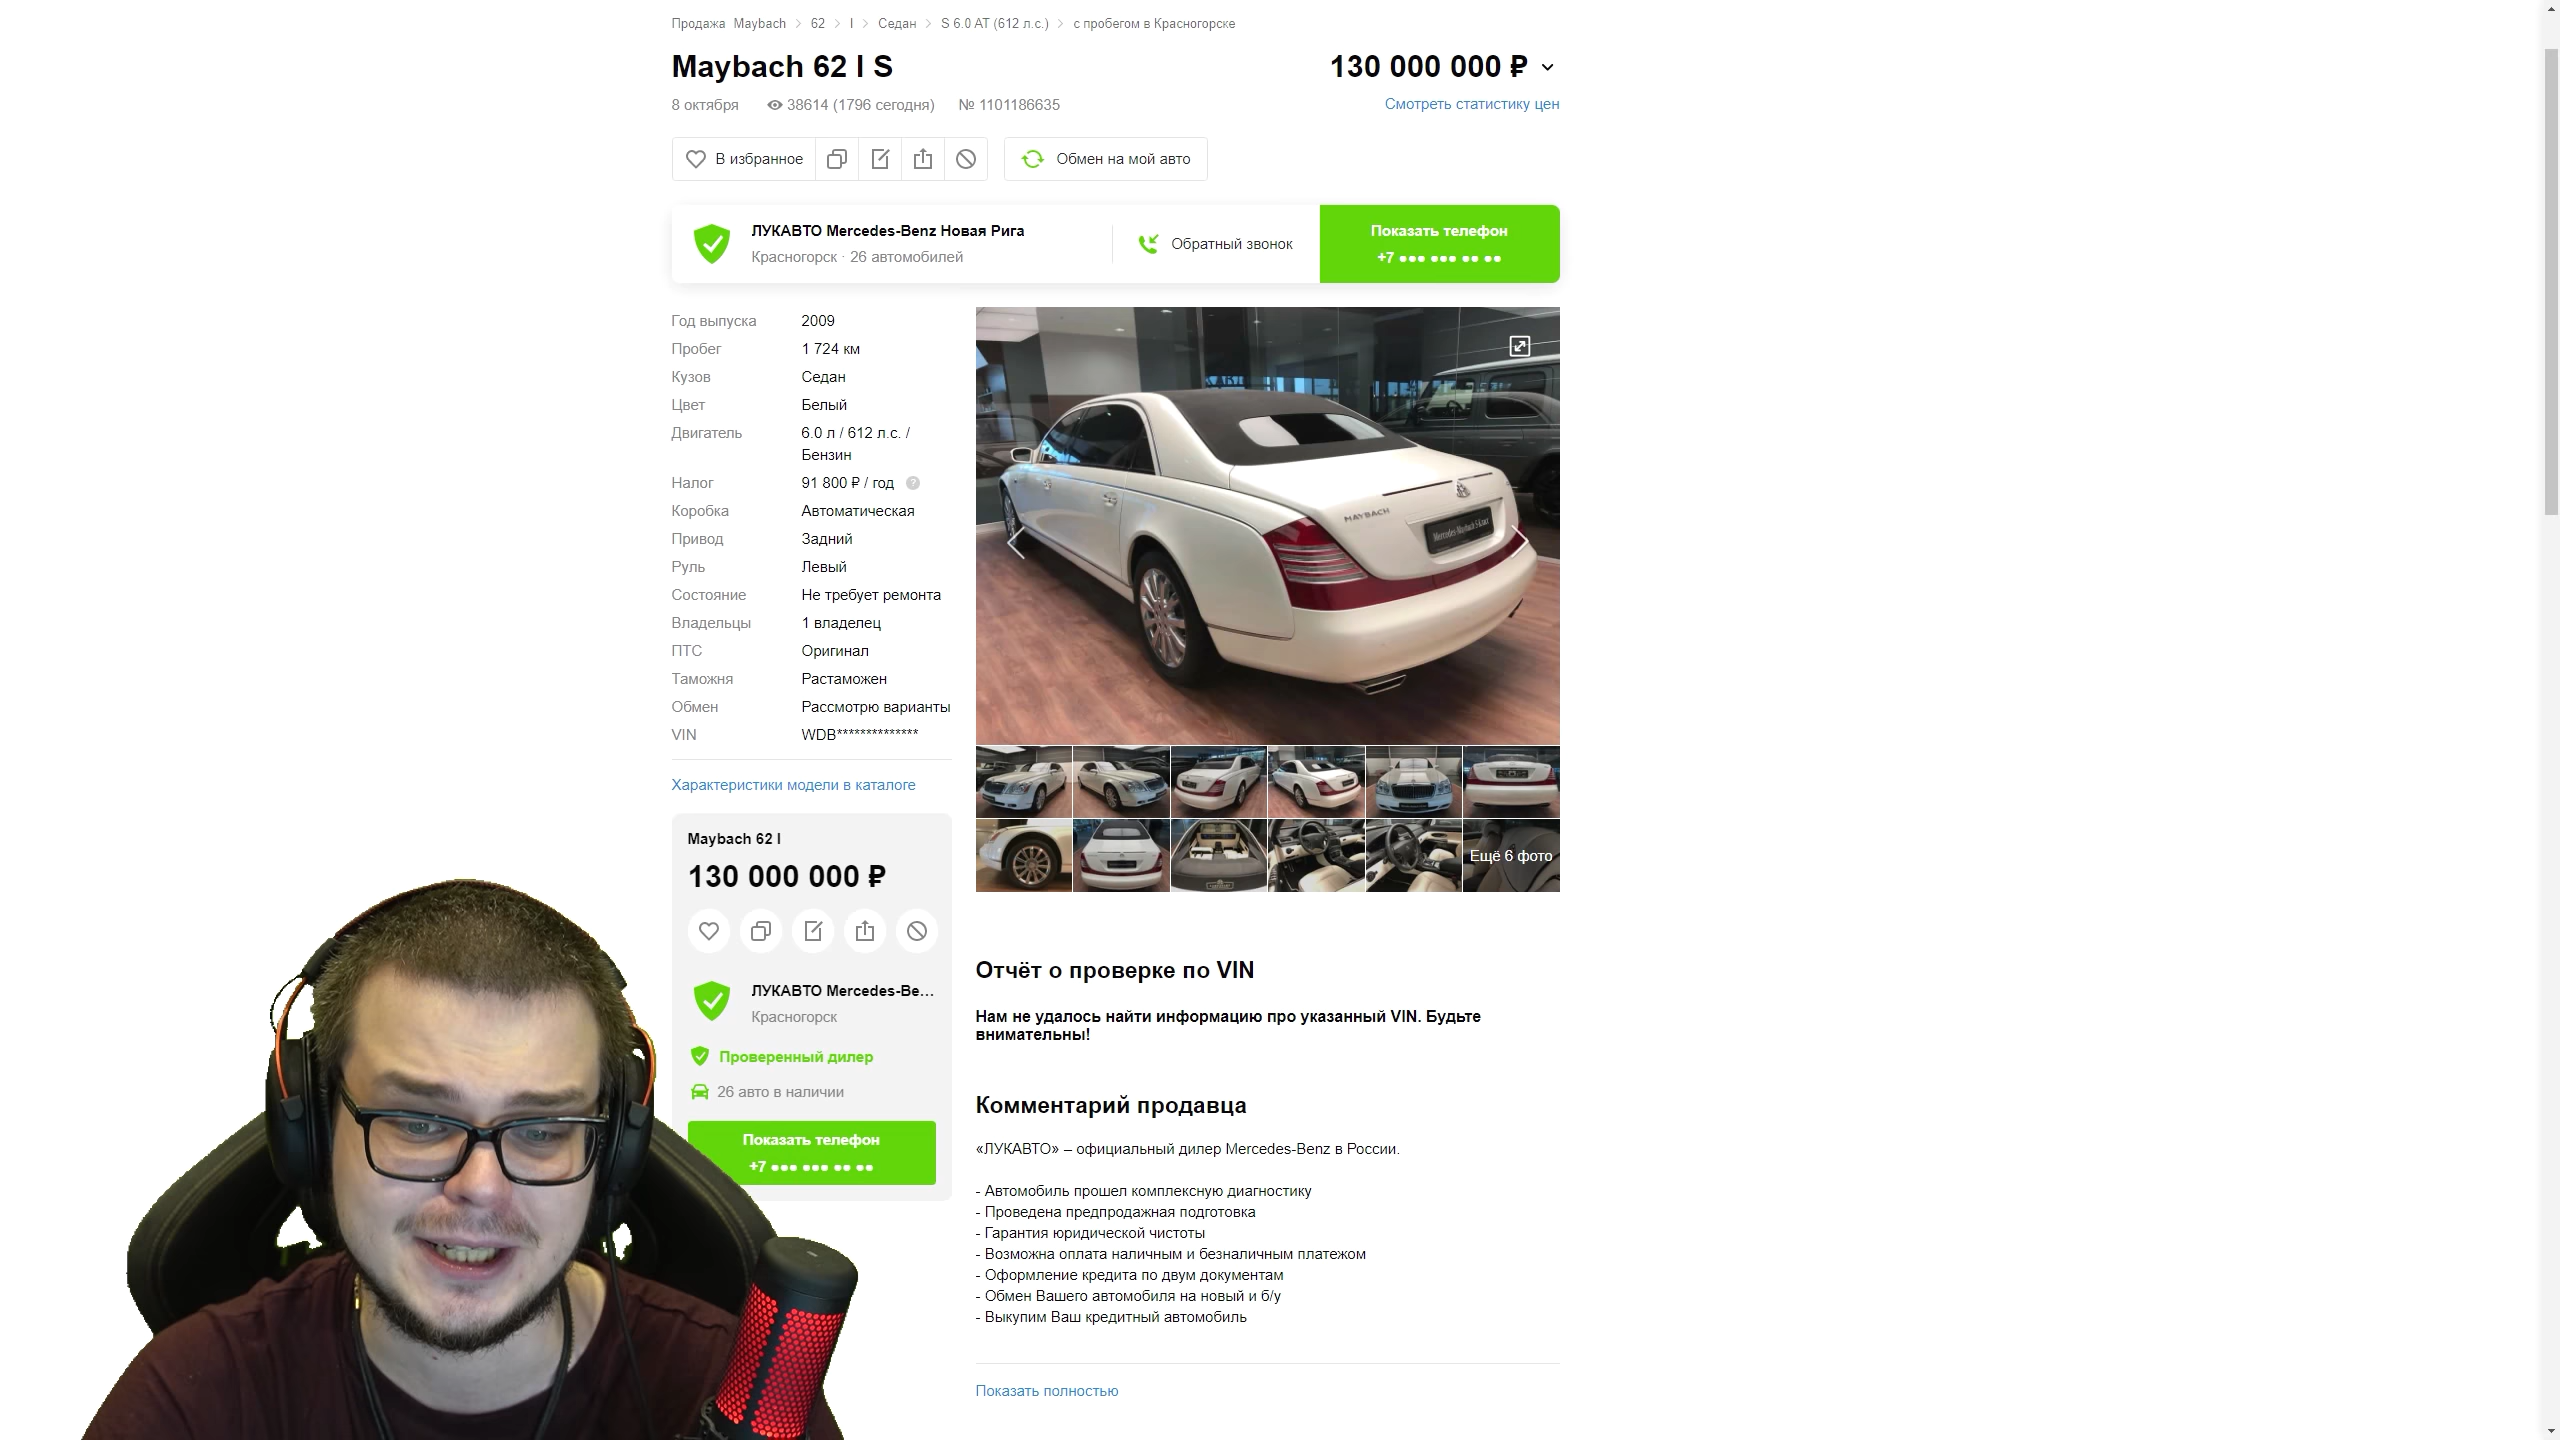 Продажа Maybach > 62 > I > Седан > S 6.0 AT (612 л.с.) > с пробегом в Красногорске
Maybach 62 I S
130 000 000 ₽
8 октября 38614 (1796 сегодня) № 1101186635
Смотреть статистику цен
В избранное
Обмен на мой авто
ЛУКАВТО Mercedes-Benz Новая Рига
Красногорск · 26 автомобилей
Обратный звонок
Показать телефон
+7 ●●● ●●● ●● ●●
Год выпуска 2009
Пробег 1 724 км
Кузов Седан
Цвет Белый
Двигатель 6.0 л / 612 л.с. /
Бензин
Налог 91 800 ₽ / год ?
Коробка Автоматическая
Привод Задний
Руль Левый
Состояние Не требует ремонта
Владельцы 1 владелец
ПТС Оригинал
Таможня Растаможен
Обмен Рассмотрю варианты
VIN WDB**************
Характеристики модели в каталоге
MAYBACH
Mercedes-Maybach S-Класс
Ещё 6 фото
Maybach 62 I
130 000 000 ₽
ЛУКАВТО Mercedes-Be...
Красногорск
Проверенный дилер
26 авто в наличии
Показать телефон
+7 ●●● ●●● ●● ●●
Отчёт о проверке по VIN
Нам не удалось найти информацию про указанный VIN. Будьте
внимательны!
Комментарий продавца
«ЛУКАВТО» – официальный дилер Mercedes-Benz в России.
- Автомобиль прошел комплексную диагностику
- Проведена предпродажная подготовка
- Гарантия юридической чистоты
- Возможна оплата наличным и безналичным платежом
- Оформление кредита по двум документам
- Обмен Вашего автомобиля на новый и б/у
- Выкупим Ваш кредитный автомобиль
Показать полностью